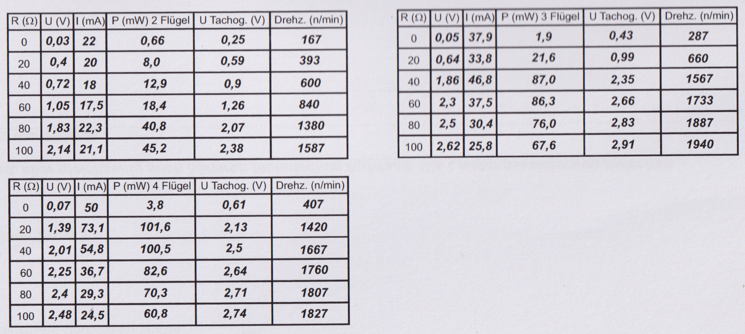 R (Ω) U (V) I (mA) P (mW) 2 Flügel U Tachog. (V) Drehz. (n/min)
0 0,03 22 0,66 0,25 167
20 0,4 20 8,0 0,59 393
40 0,72 18 12,9 0,9 600
60 1,05 17,5 18,4 1,26 840
80 1,83 22,3 40,8 2,07 1380
100 2,14 21,1 45,2 2,38 1587
R (Ω) U (V) I (mA) P (mW) 3 Flügel U Tachog. (V) Drehz. (n/min)
0 0,05 37,9 1,9 0,43 287
20 0,64 33,8 21,6 0,99 660
40 1,86 46,8 87,0 2,35 1567
60 2,3 37,5 86,3 2,66 1733
80 2,5 30,4 76,0 2,83 1887
100 2,62 25,8 67,6 2,91 1940
R (Ω) U (V) I (mA) P (mW) 4 Flügel U Tachog. (V) Drehz. (n/min)
0 0,07 50 3,8 0,61 407
20 1,39 73,1 101,6 2,13 1420
40 2,01 54,8 100,5 2,5 1667
60 2,25 36,7 82,6 2,64 1760
80 2,4 29,3 70,3 2,71 1807
100 2,48 24,5 60,8 2,74 1827